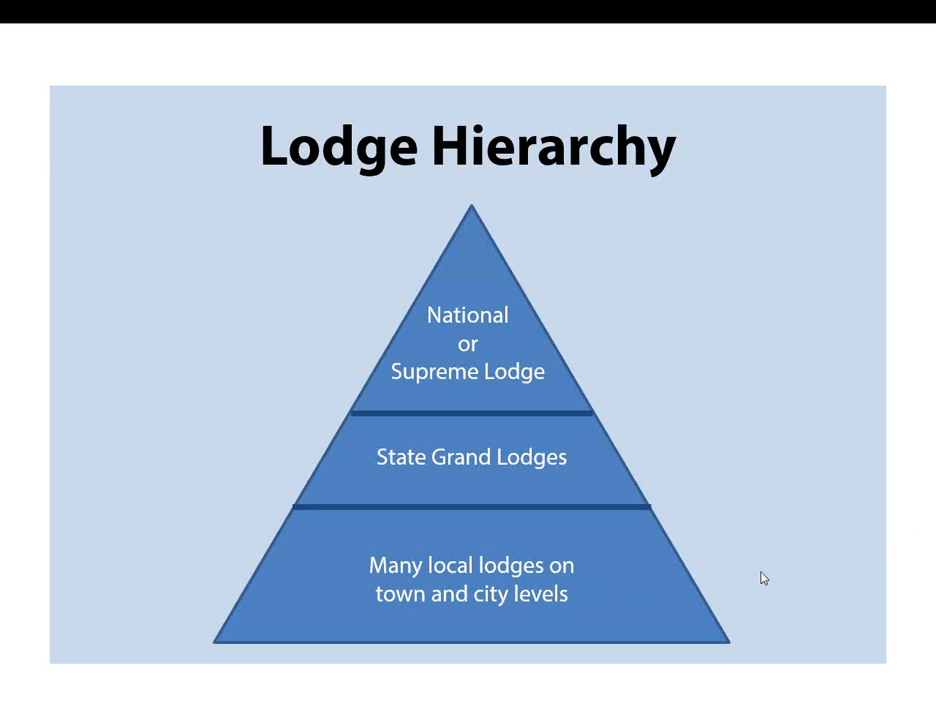 Lodge Hierarchy
National
or
Supreme Lodge
State Grand Lodges
Many local lodges on
town and city levels